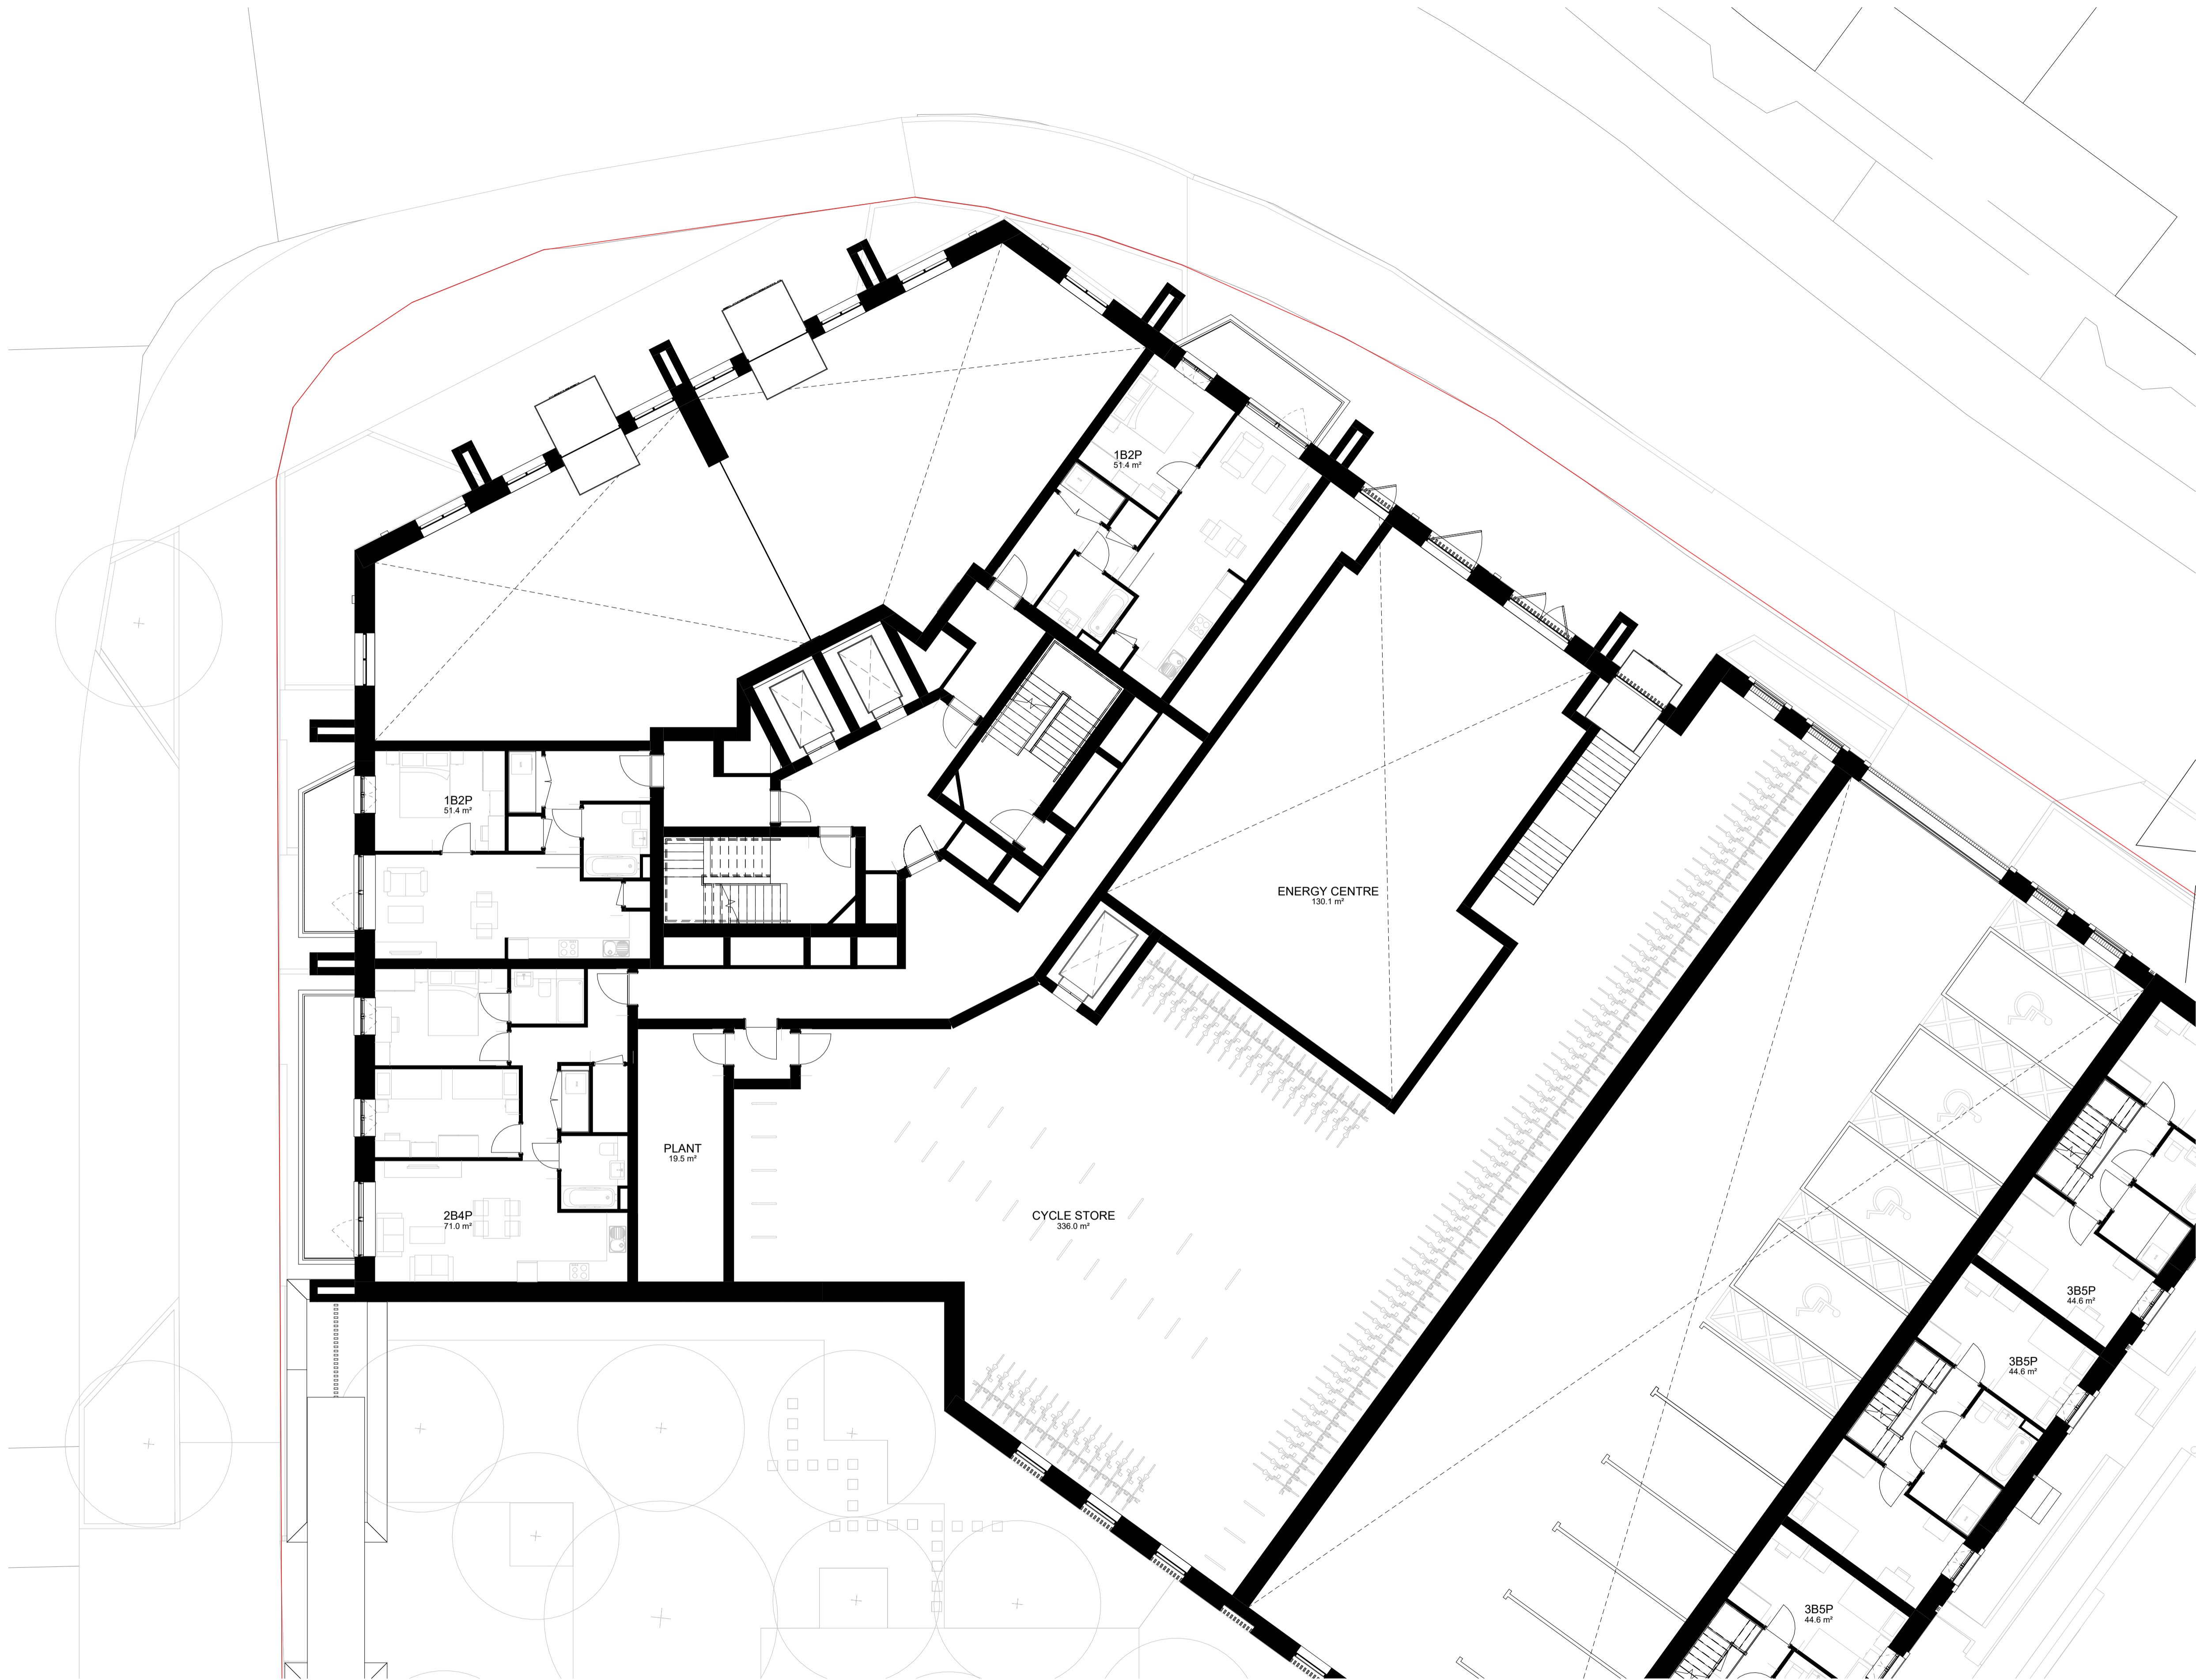 1B2P
51.4 m²
1B2P
51.4 m²
ENERGY CENTRE
130.1 m²
PLANT
19.5 m²
2B4P
71.0 m²
CYCLE STORE
336.0 m²
3B5P
44.6 m²
3B5P
44.6 m²
3B5P
44.6 m²